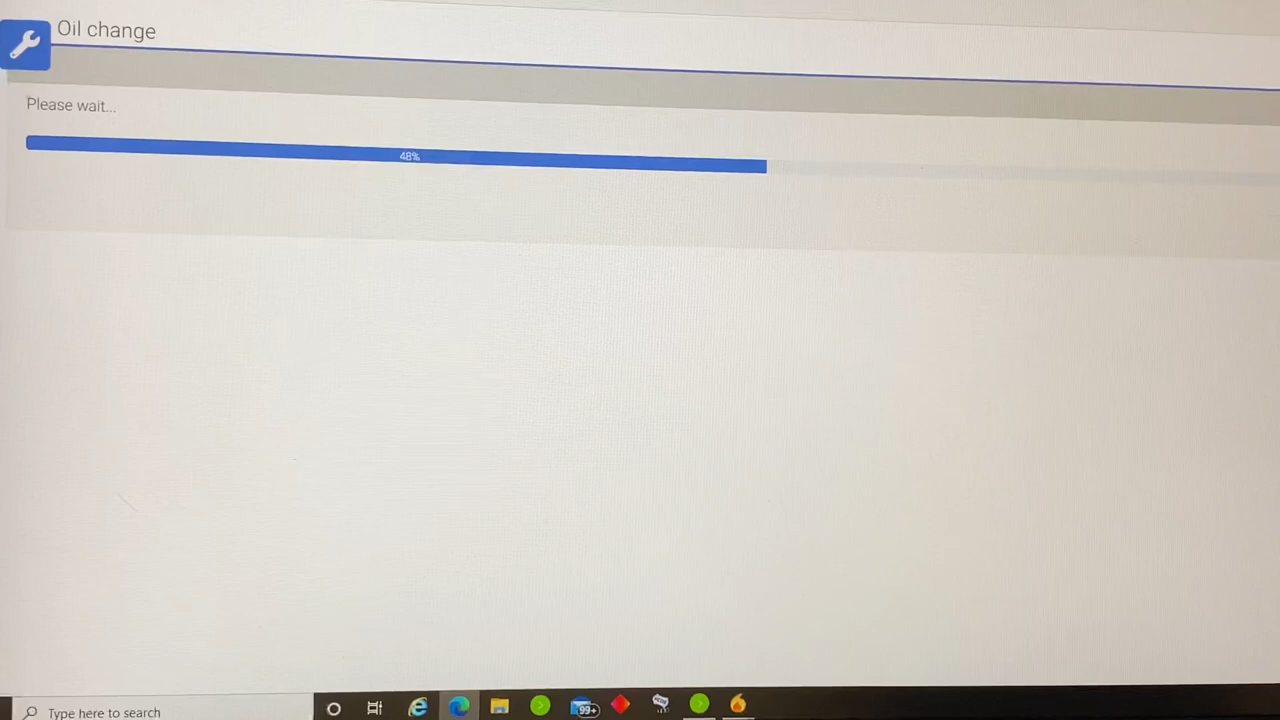 Oil change
Please wait...
48%
Type here to search
99+